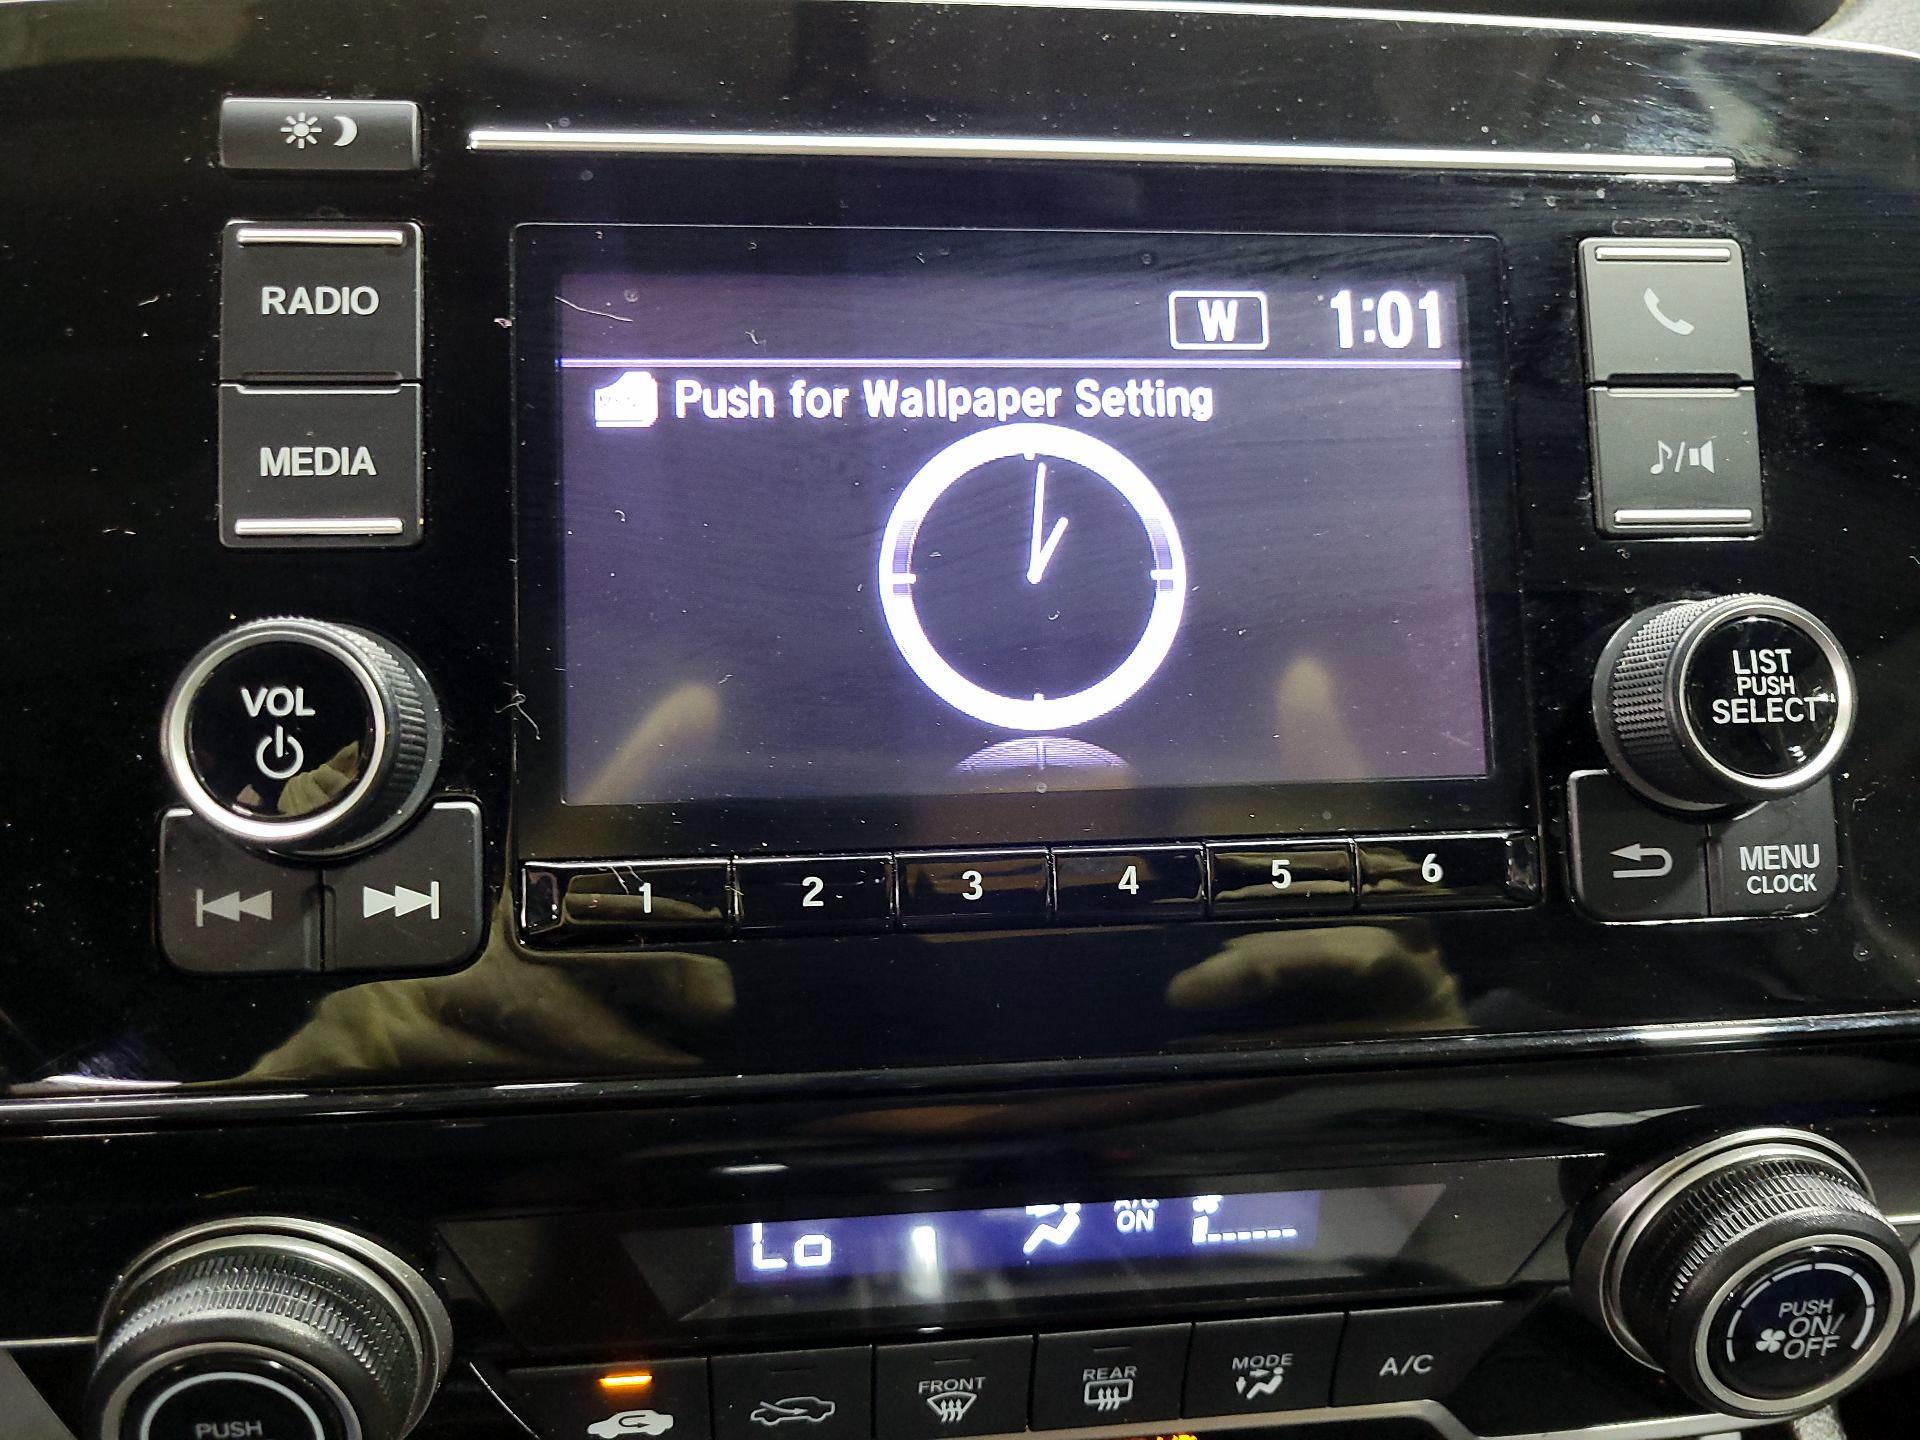 RADIO
MEDIA
W 1:01
Push for Wallpaper Setting
VOL
LIST
PUSH
SELECT
1 2 3 4 5 6
MENU
CLOCK
Lo
A/C
ON
PUSH
ON/
OFF
FRONT
REAR
MODE
A/C
PUSH